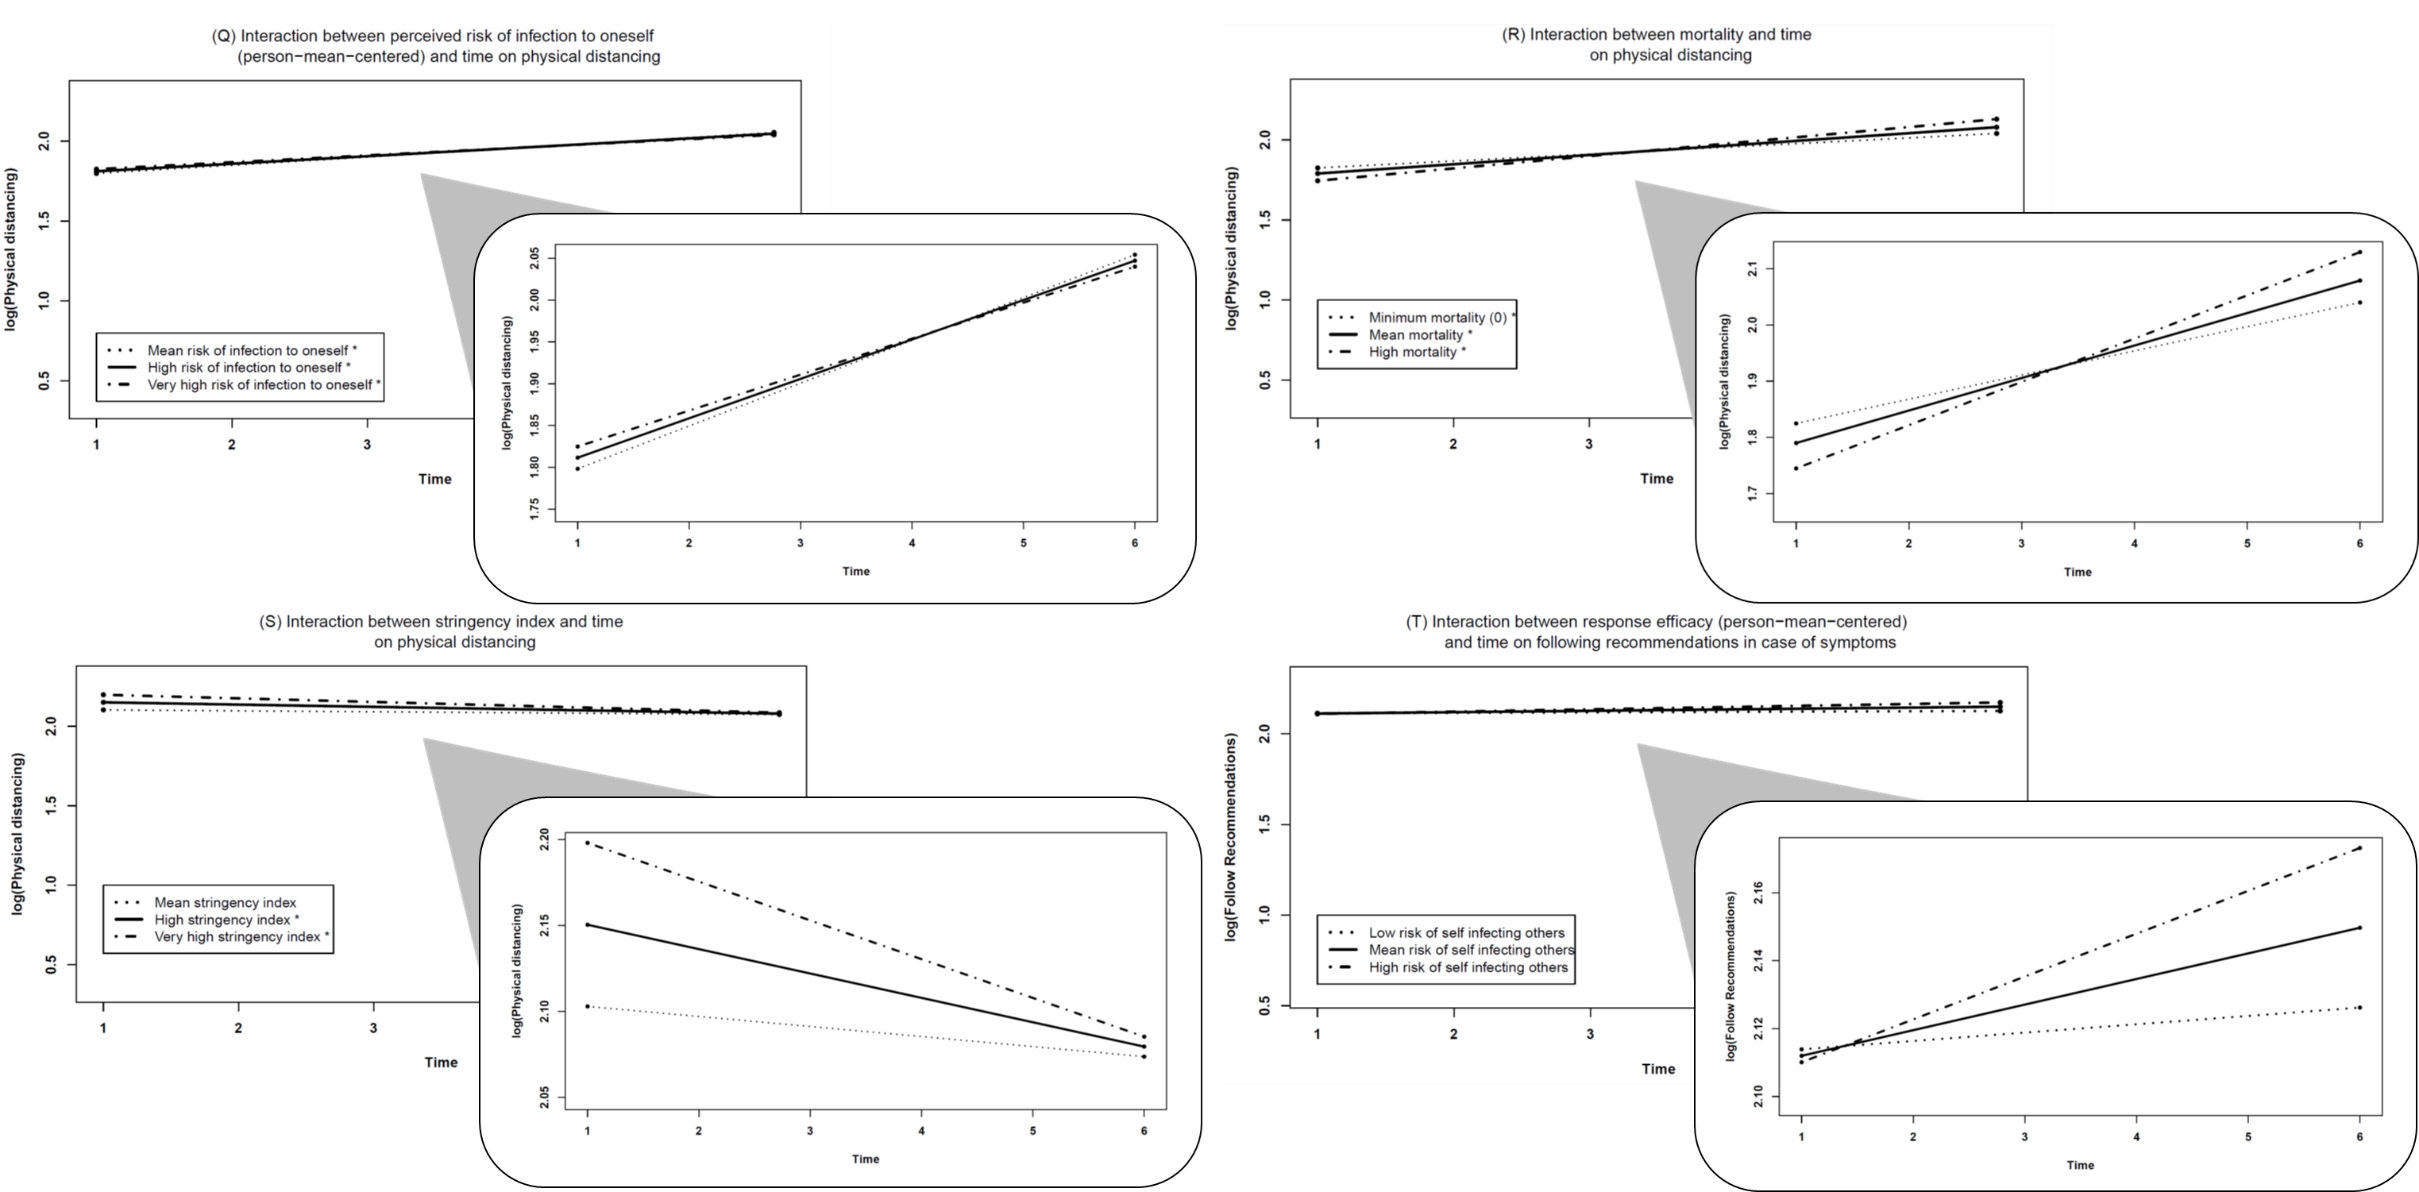 (Q) Interaction between perceived risk of infection to oneself
(person−mean−centered) and time on physical distancing
log(Physical distancing)
2.0
1.5
1.0
0.5
Mean risk of infection to oneself *
High risk of infection to oneself *
Very high risk of infection to oneself *
1 2 3
Time
log(Physical distancing)
2.05
2.00
1.95
1.90
1.85
1.80
1.75
1 2 3 4 5 6
Time
(R) Interaction between mortality and time
on physical distancing
log(Physical distancing)
2.0
1.5
1.0
0.5
Minimum mortality (0) *
Mean mortality *
High mortality *
1 2 3
Time
log(Physical distancing)
2.1
2.0
1.9
1.8
1.7
1 2 3 4 5 6
Time
(S) Interaction between stringency index and time
on physical distancing
log(Physical distancing)
2.0
1.5
1.0
0.5
Mean stringency index
High stringency index *
Very high stringency index *
1 2 3
Time
log(Physical distancing)
2.20
2.15
2.10
2.05
1 2 3 4 5 6
Time
(T) Interaction between response efficacy (person−mean−centered)
and time on following recommendations in case of symptoms
log(Follow Recommendations)
2.0
1.5
1.0
0.5
Low risk of self infecting others
Mean risk of self infecting others
High risk of self infecting others
1 2 3
Time
log(Follow Recommendations)
2.16
2.14
2.12
2.10
1 2 3 4 5 6
Time